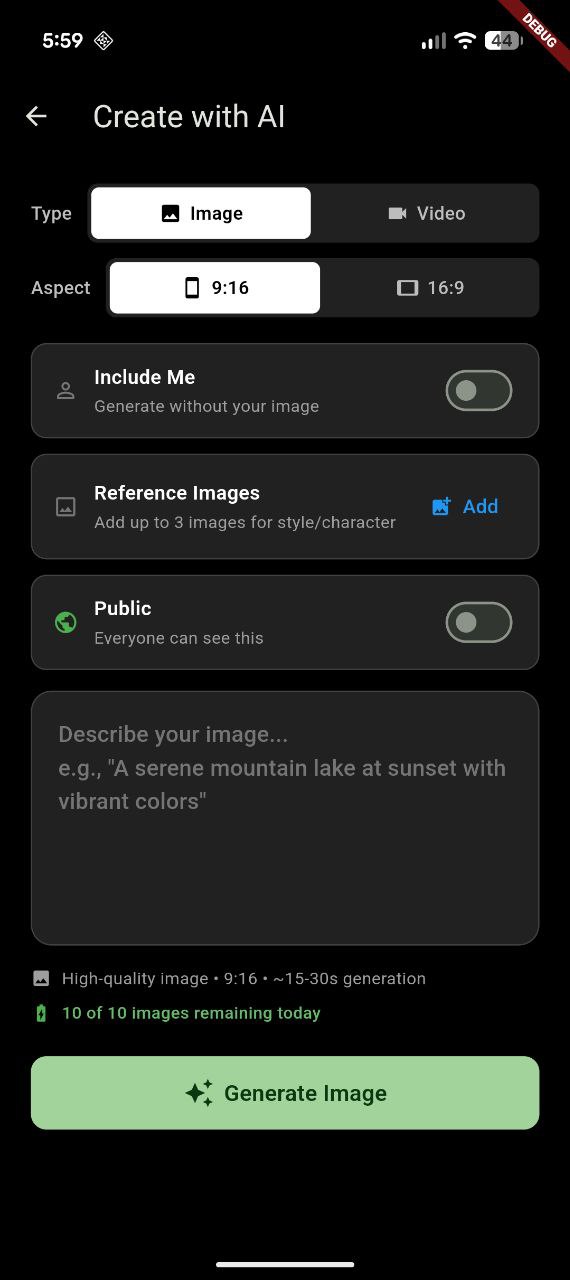 5:59
44
DEBUG
Create with AI
Type
Image
Video
Aspect
9:16
16:9
Include Me
Generate without your image
Reference Images
Add up to 3 images for style/character
Add
Public
Everyone can see this
Describe your image...
e.g., "A serene mountain lake at sunset with
vibrant colors"
High-quality image • 9:16 • ~15-30s generation
10 of 10 images remaining today
Generate Image